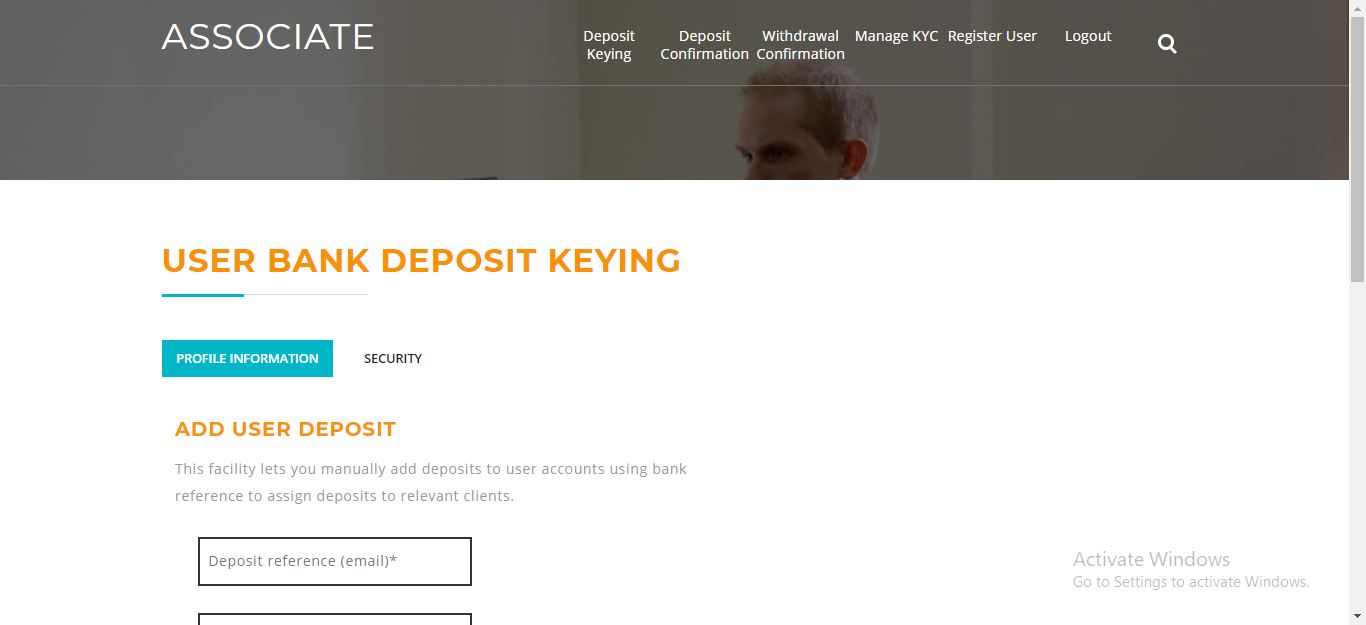 ASSOCIATE
Deposit
Keying
Deposit
Confirmation
Withdrawal
Confirmation
Manage KYC
Register User
Logout
USER BANK DEPOSIT KEYING
PROFILE INFORMATION
SECURITY
ADD USER DEPOSIT
This facility lets you manually add deposits to user accounts using bank
reference to assign deposits to relevant clients.
Deposit reference (email)*
Activate Windows
Go to Settings to activate Windows.